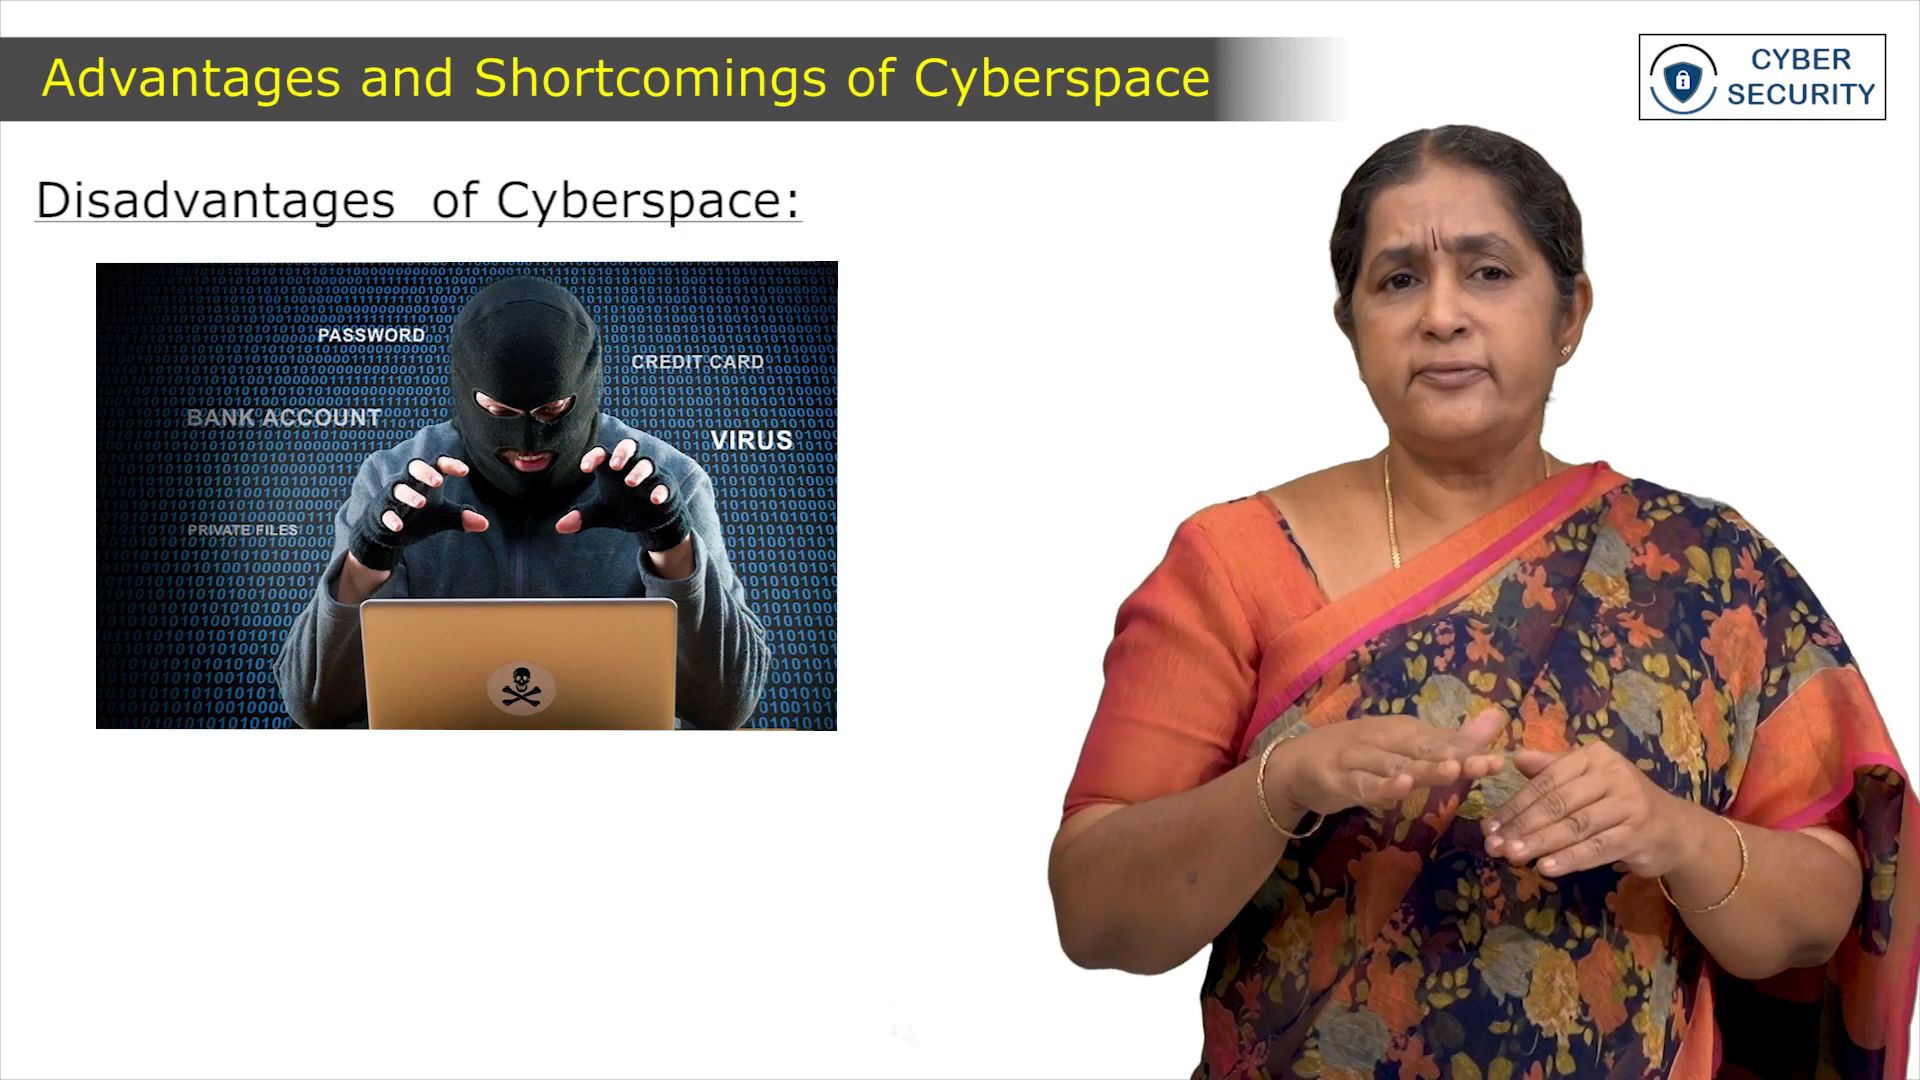 Advantages and Shortcomings of Cyberspace
CYBER
SECURITY
Disadvantages of Cyberspace:
PASSWORD
CREDIT CARD
BANK ACCOUNT
VIRUS
PRIVATE FILES